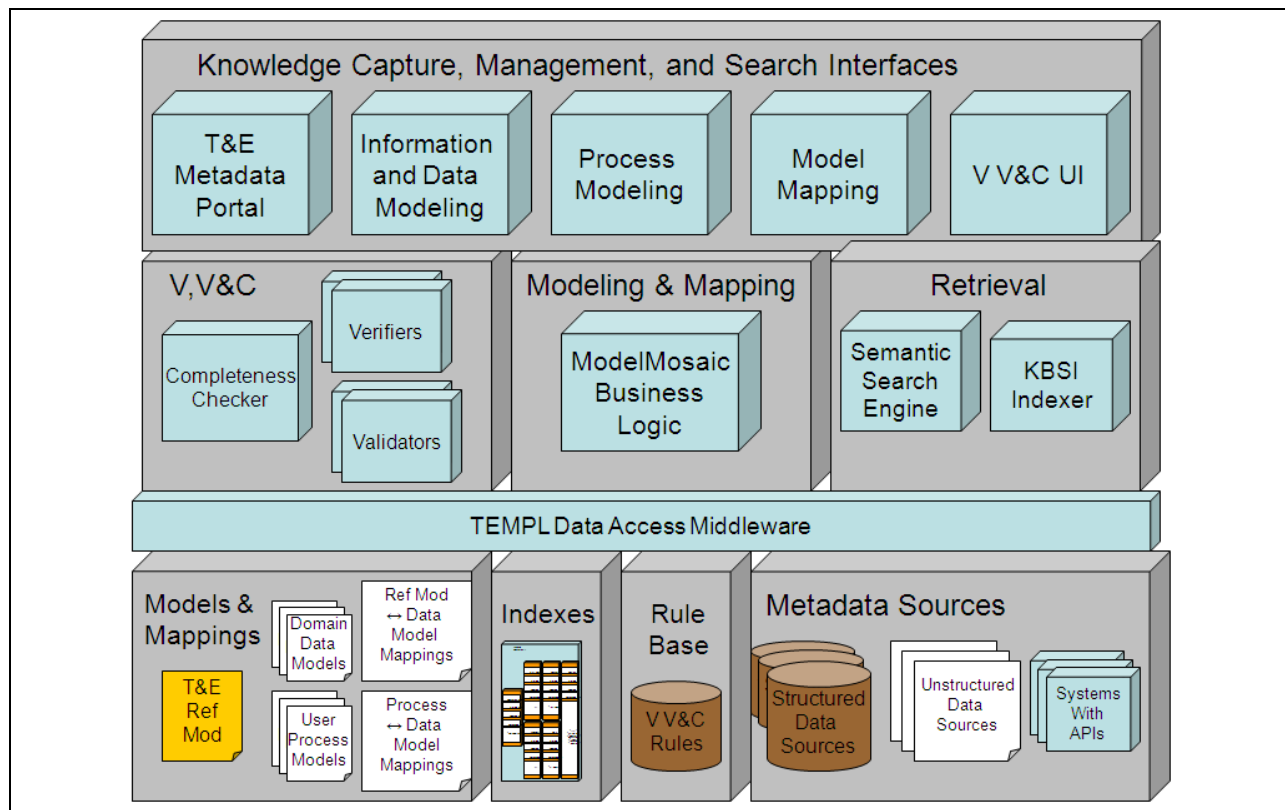 Knowledge Capture, Management, and Search Interfaces
T&E
Metadata
Portal
Information
and Data
Modeling
Process
Modeling
Model
Mapping
V V&C UI
V,V&C
Completeness
Checker
Verifiers
Validators
Modeling & Mapping
ModelMosaic
Business
Logic
Retrieval
Semantic
Search
Engine
KBSI
Indexer
TEMPL Data Access Middleware
Models &
Mappings
T&E
Ref
Mod
Domain
Data
Models
User
Process
Models
Ref Mod
↔ Data
Model
Mappings
Process
↔ Data
Model
Mappings
Indexes
Rule
Base
V V&C
Rules
Metadata Sources
Structured
Data
Sources
Unstructured
Data
Sources
Systems
With
APIs